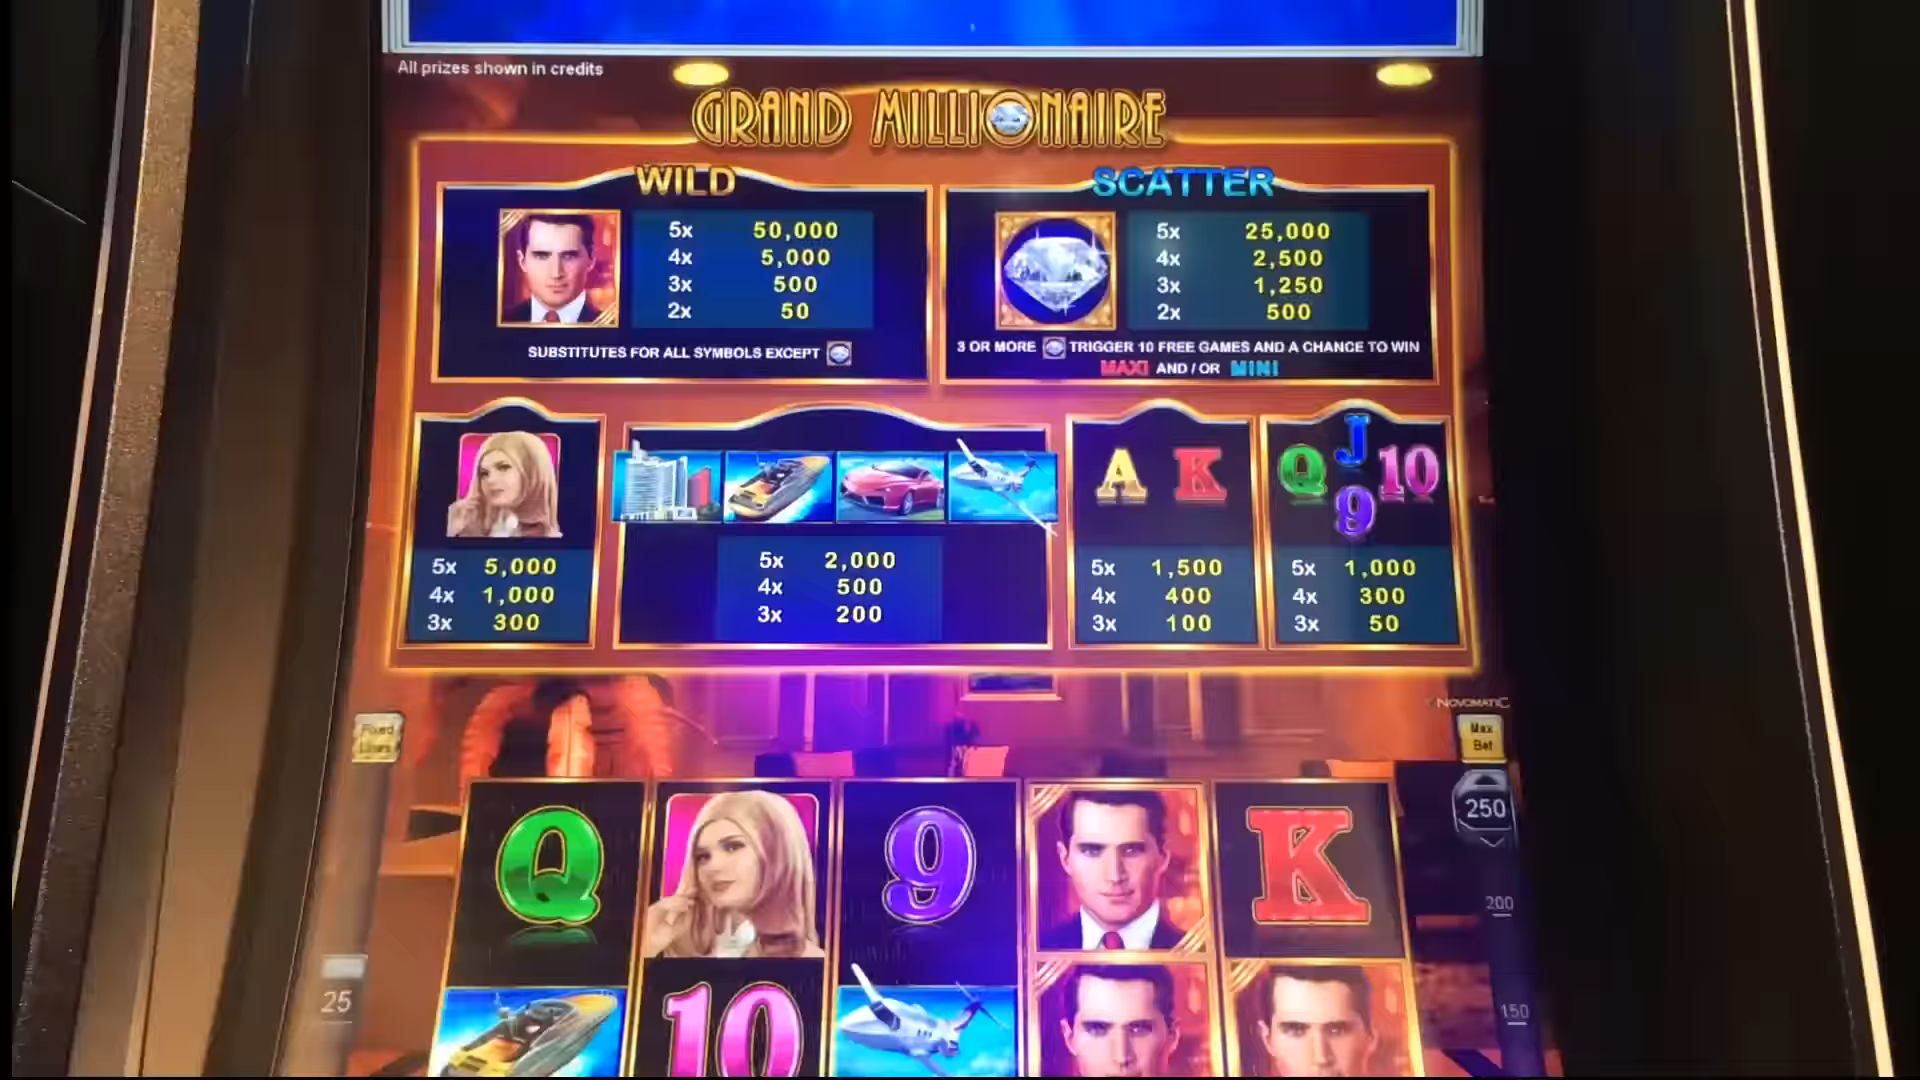 All prizes shown in credits
GRAND MILLIONAIRE
WILD
5x 50,000
4x 5,000
3x 500
2x 50
SUBSTITUTES FOR ALL SYMBOLS EXCEPT
SCATTER
5x 25,000
4x 2,500
3x 1,250
2x 500
3 OR MORE TRIGGER 10 FREE GAMES AND A CHANCE TO WIN
MAXI AND / OR MINI
5x 5,000
4x 1,000
3x 300
5x 2,000
4x 500
3x 200
A K
5x 1,500
4x 400
3x 100
Q J 10
9
5x 1,000
4x 300
3x 50
NOVOMATIC
Fixed
Lines
Max
Bet
250
200
150
25
Q 9 K
10